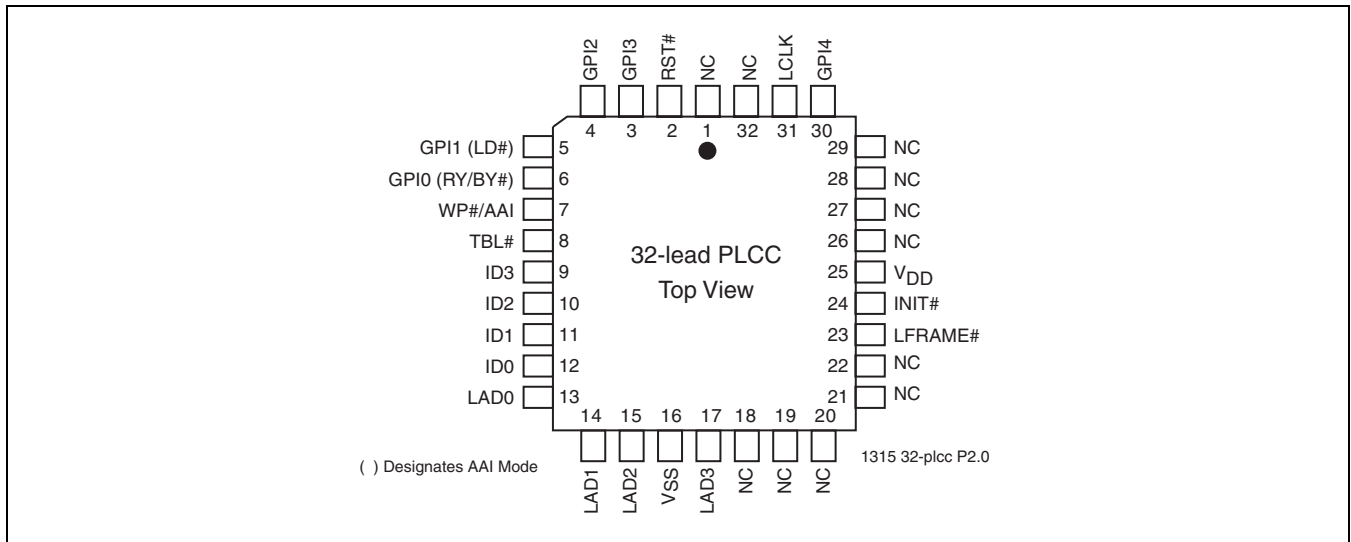 GPI2
GPI3
RST#
NC
NC
LCLK
GPI4
4
3
2
1
32
31
30
GPI1 (LD#)
5
GPI0 (RY/BY#)
6
WP#/AAI
7
TBL#
8
ID3
9
ID2
10
ID1
11
ID0
12
LAD0
13
32-lead PLCC
Top View
29
NC
28
NC
27
NC
26
NC
25
VDD
24
INIT#
23
LFRAME#
22
NC
21
NC
14
15
16
17
18
19
20
LAD1
LAD2
VSS
LAD3
NC
NC
NC
( ) Designates AAI Mode
1315 32-plcc P2.0